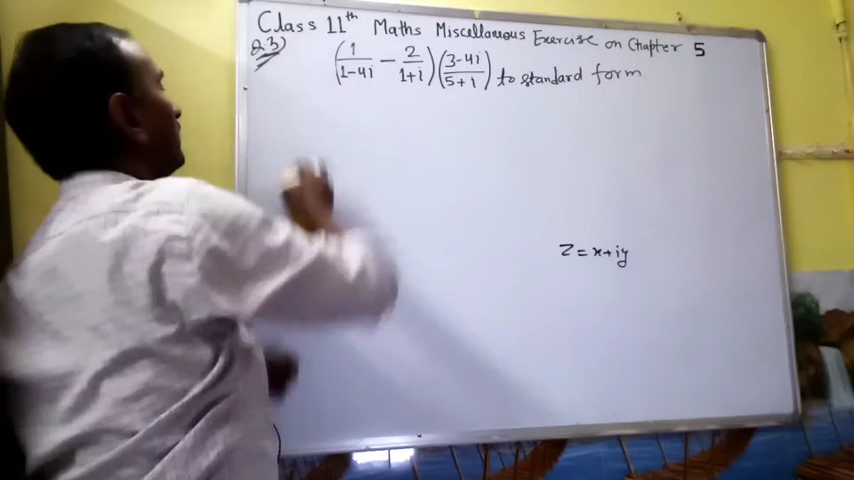 Class 11th Maths Miscellaneous Exercise on Chapter 5
Q.3) (1/(1-4i) - 2/(1+i)) ((3-4i)/(5+i)) to standard form.
Z = x+iy